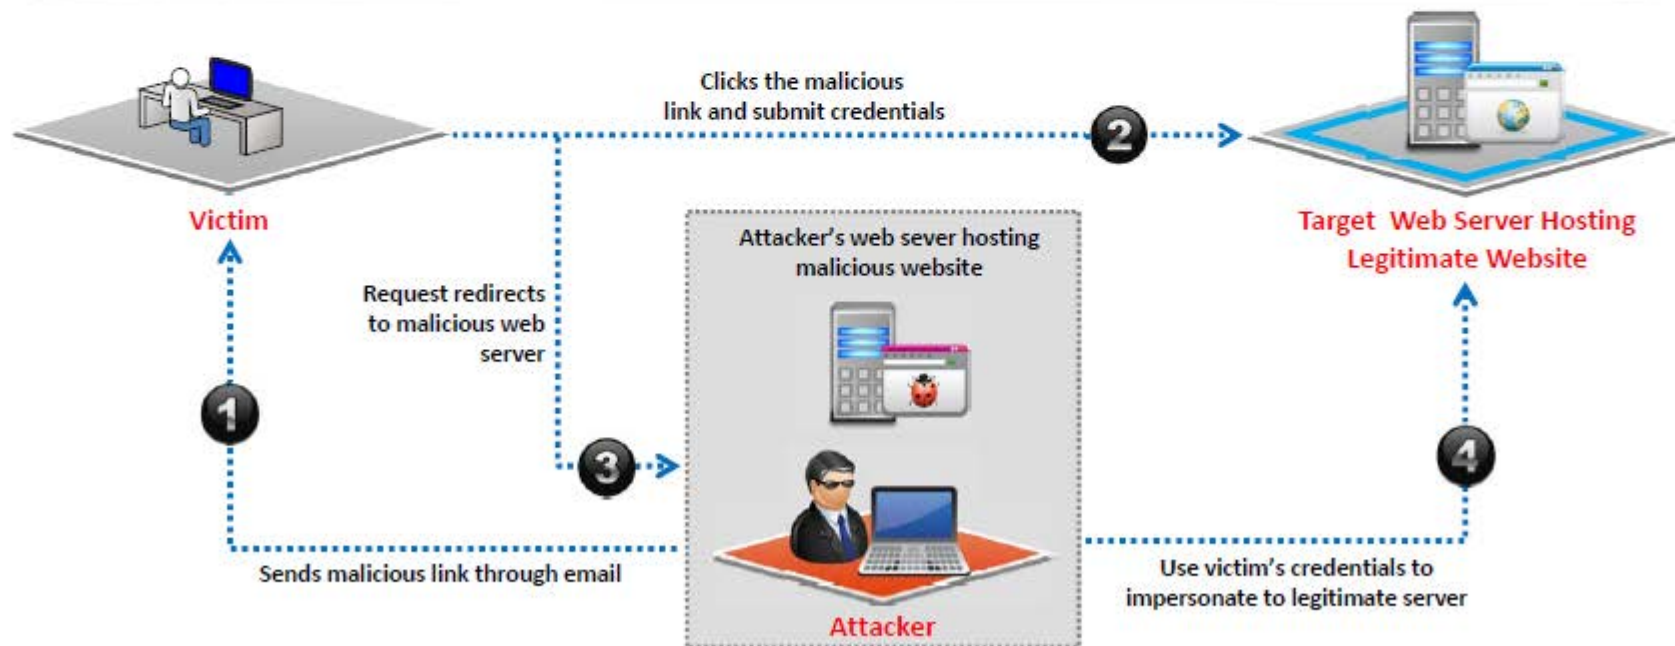 Clicks the malicious
link and submit credentials
2
Victim
Target Web Server Hosting
Legitimate Website
Attacker's web sever hosting
malicious website
Request redirects
to malicious web
server
1
3
4
Sends malicious link through email
Use victim's credentials to
impersonate to legitimate server
Attacker